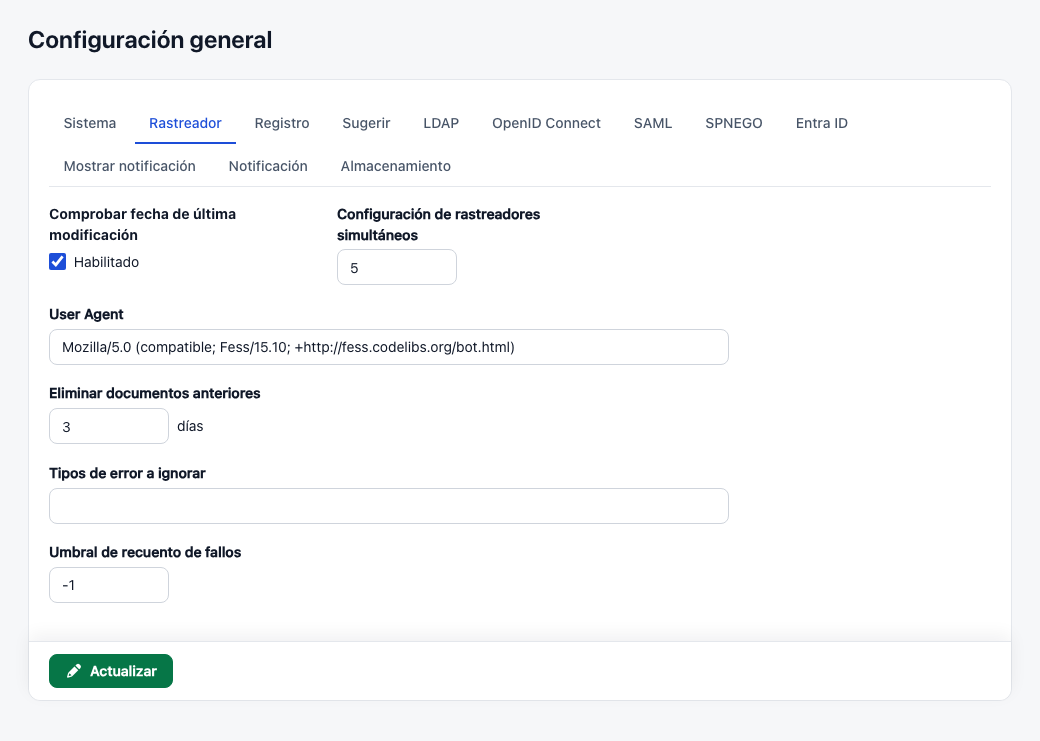 Configuración general
Sistema Rastreador Registro Sugerir LDAP OpenID Connect SAML SPNEGO Entra ID
Mostrar notificación Notificación Almacenamiento
Comprobar fecha de última
modificación
Habilitado
Configuración de rastreadores
simultáneos
5
User Agent
Mozilla/5.0 (compatible; Fess/15.10; +http://fess.codelibs.org/bot.html)
Eliminar documentos anteriores
3 días
Tipos de error a ignorar
Umbral de recuento de fallos
-1
Actualizar